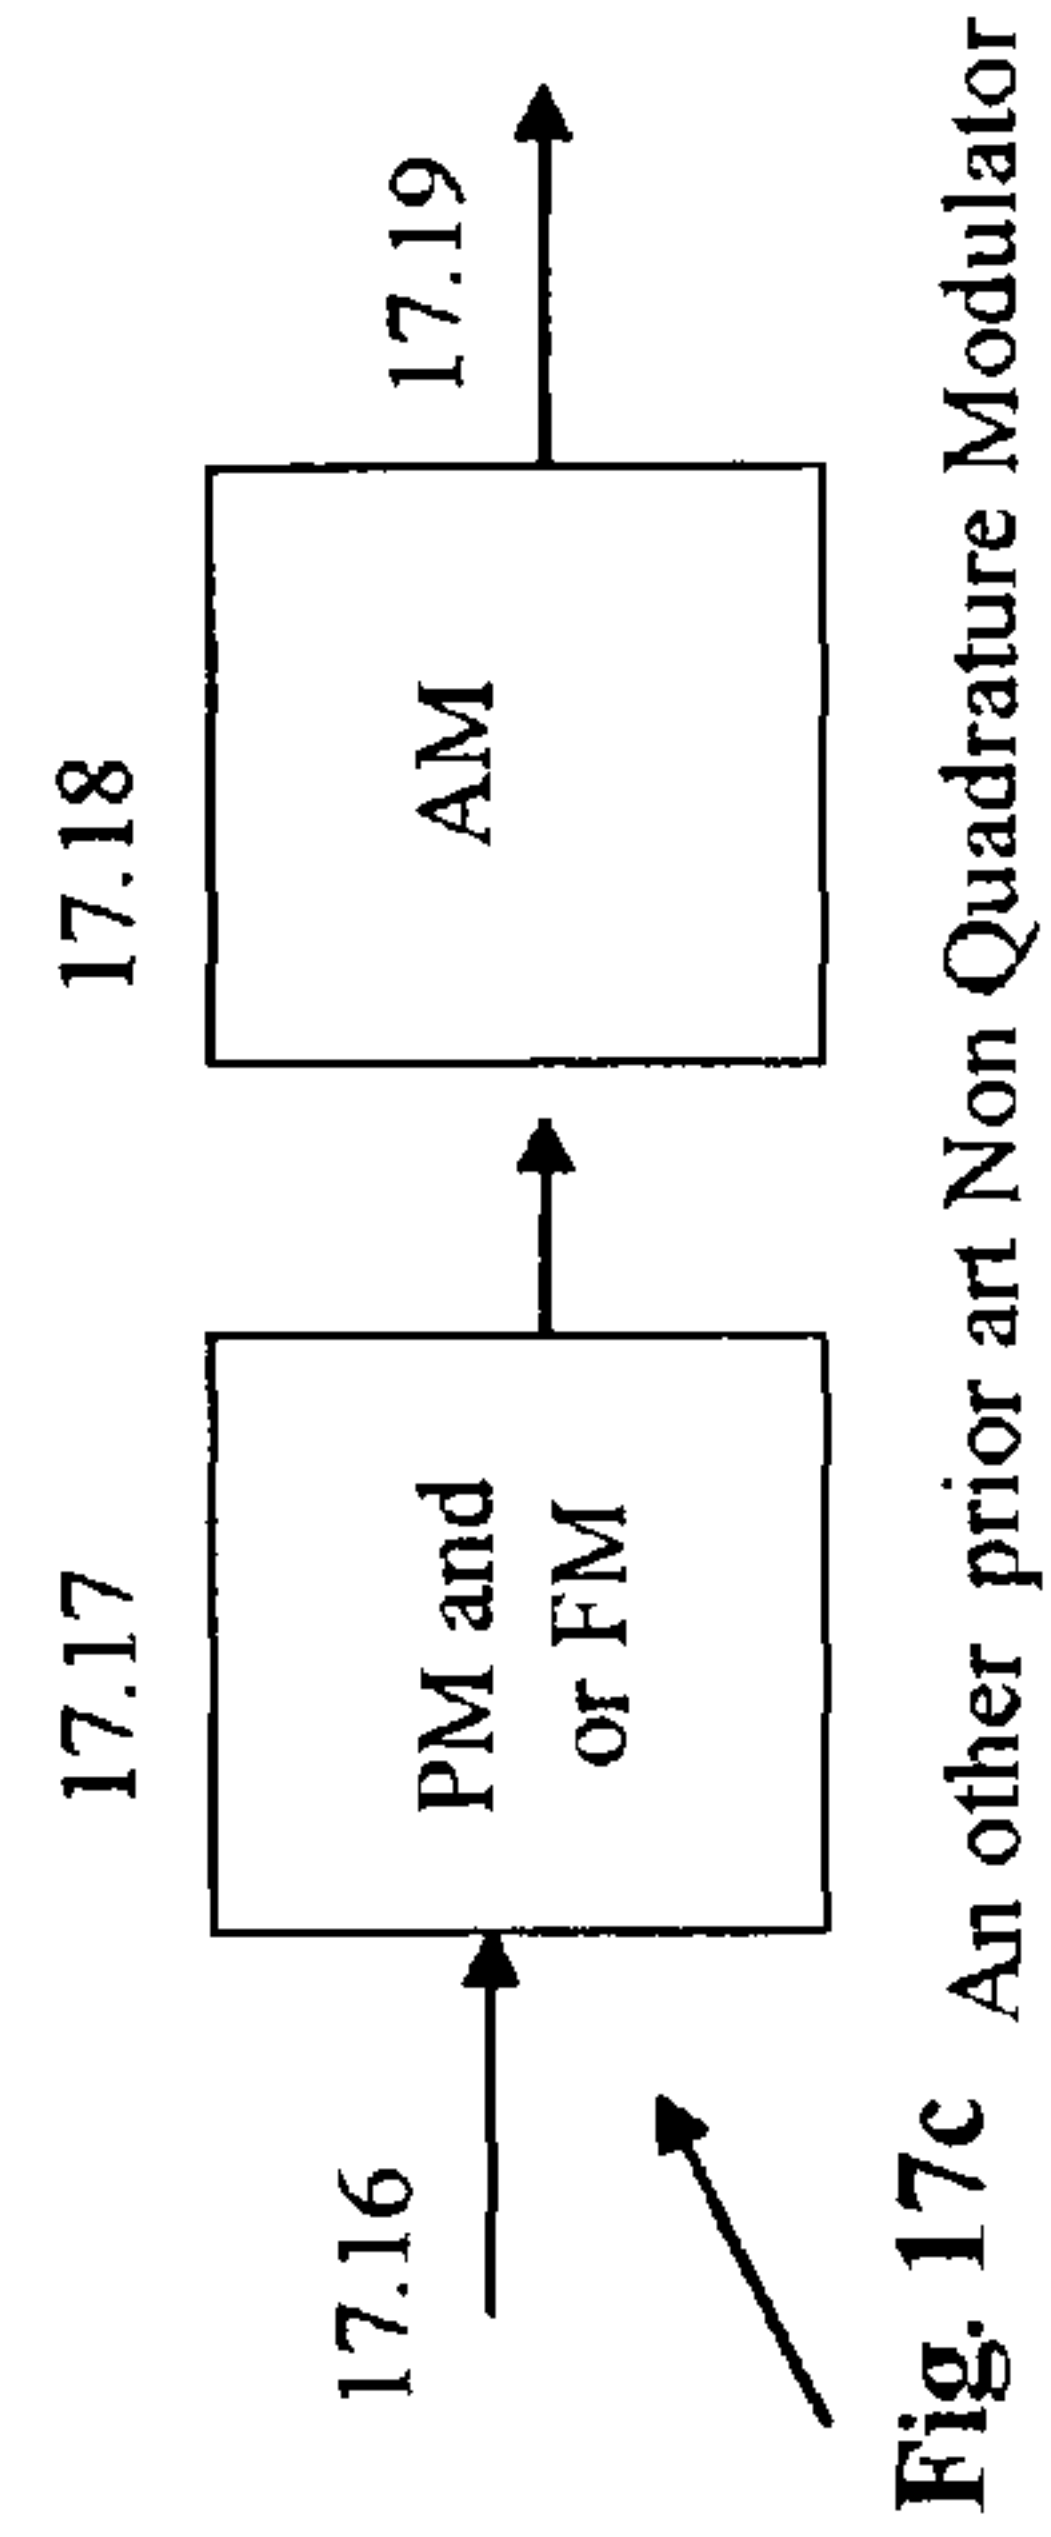 17.17
17.18
17.16
PM and
or FM
AM
17.19
Fig. 17c An other prior art Non Quadrature Modulator